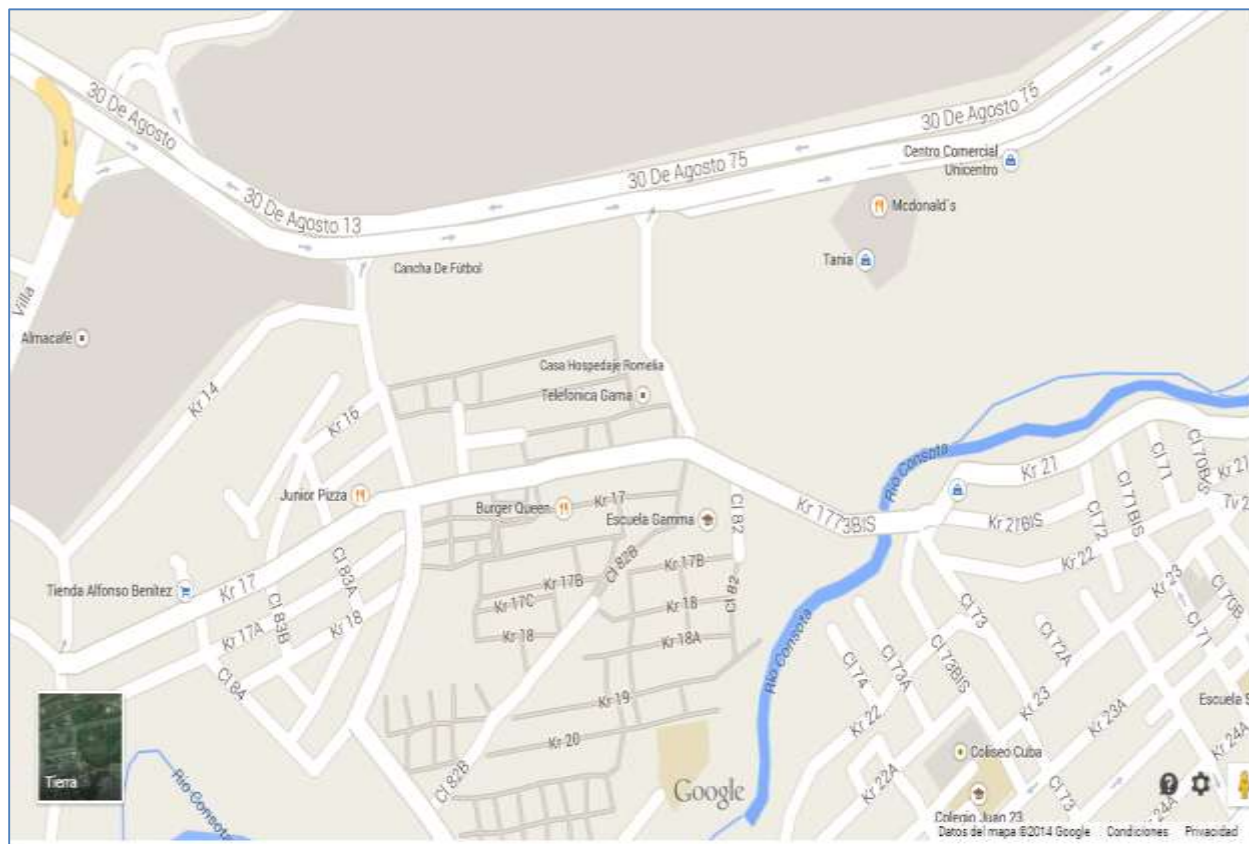 30 De Agosto
30 De Agosto 13
30 De Agosto 75
30 De Agosto 75
Centro Comercial
Unicentro
Mcdonald's
Tania
Cancha De Fútbol
Villa
Almacafé
Kr 14
Kr 16
Casa Hospedaje Romelia
Telefonica Gama
Junior Pizza
Burger Queen
Kr 17
Escuela Gamma
Cl 82
Kr 1773BIS
Rio Consota
Kr 21
Kr 21BIS
Cl 72
Cl 71BIS
Cl 71
Cl 70BIS
Kr 21
Tv 2
Kr 22
Kr 23
Cl 70B
Cl 71
Tienda Alfonso Benítez
Kr 17
Cl 83A
Cl 83B
Kr 17A
Kr 18
Cl 84
Kr 17B
Kr 17C
Kr 18
Cl 82B
Kr 17B
Kr 18
Cl 82
Kr 18A
Kr 19
Kr 20
Cl 82B
Rio Consota
Cl 73
Cl 73BIS
Cl 72A
Cl 73A
Cl 74
Kr 22
Kr 23
Kr 23A
Escuela S
Kr 24A
Kr 22A
Coliseo Cuba
Colegio Juan 23
Cl 73
24A
Rio Consota
Tierra
Google
Datos del mapa ©2014 Google Condiciones Privacidad